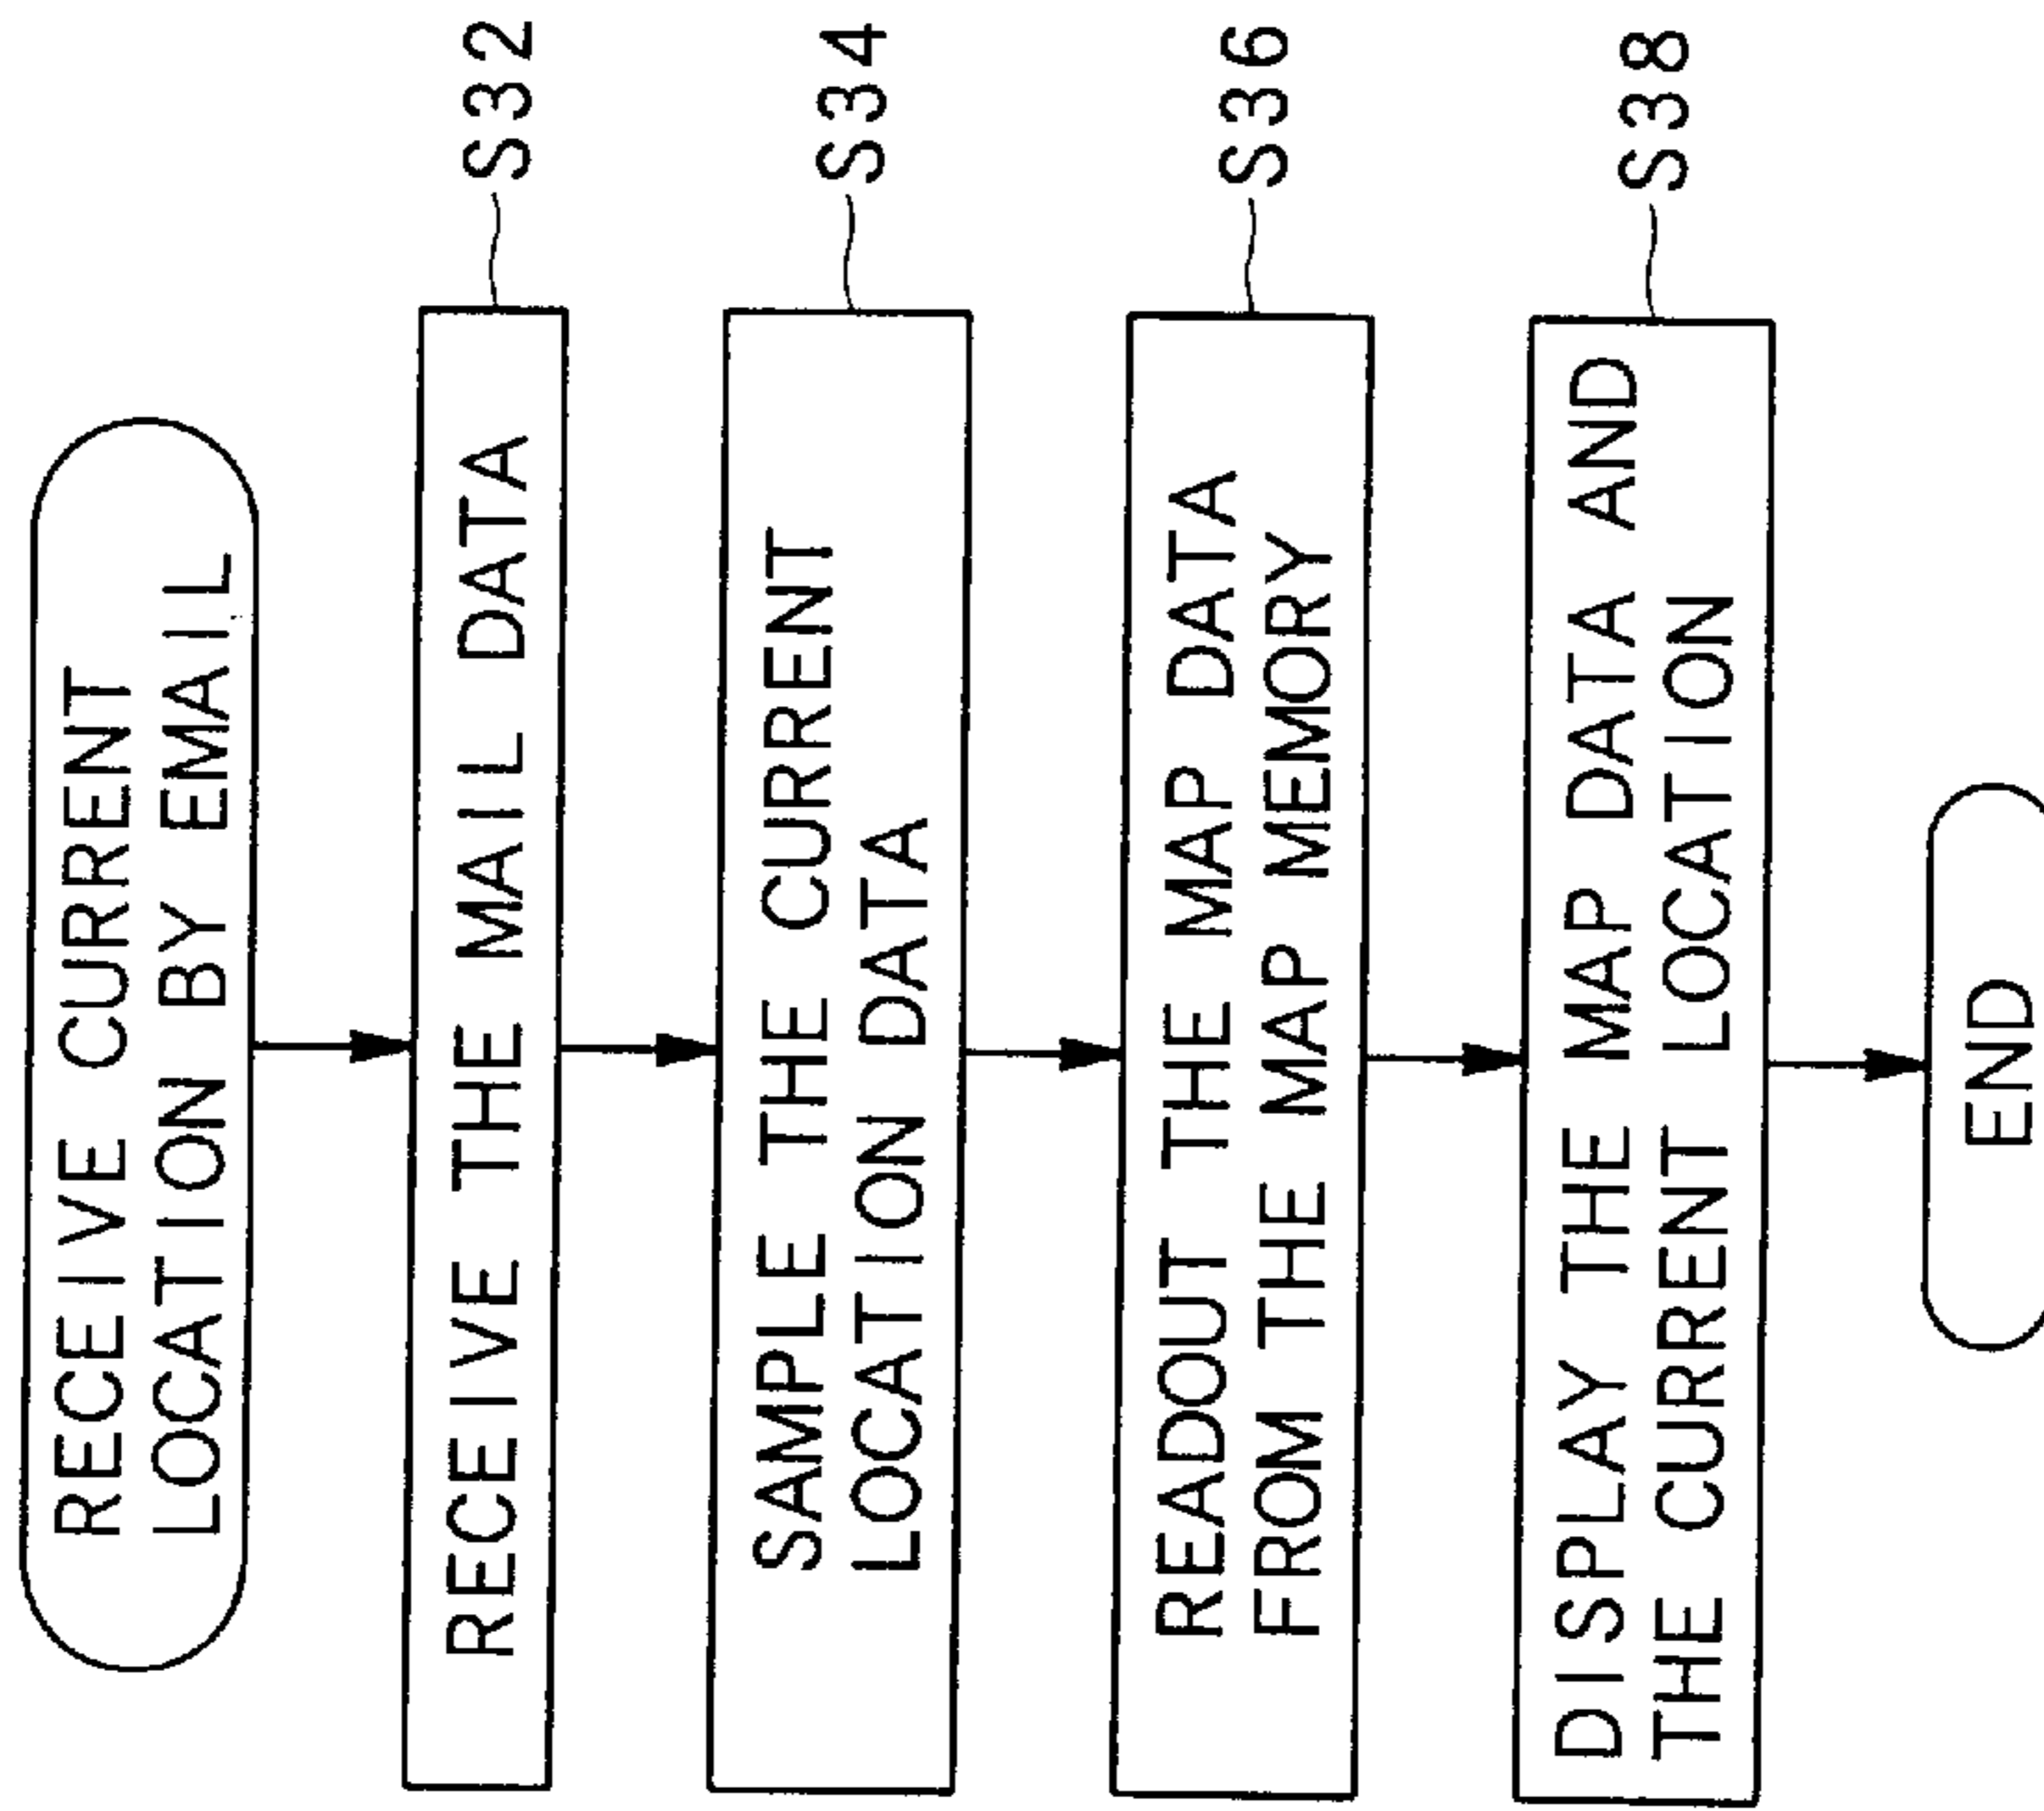 RECEIVE CURRENT
LOCATION BY EMAIL
RECEIVE THE MAIL DATA
S32
SAMPLE THE CURRENT
LOCATION DATA
S34
READOUT THE MAP DATA
FROM THE MAP MEMORY
S36
DISPLAY THE MAP DATA AND
THE CURRENT LOCATION
S38
END